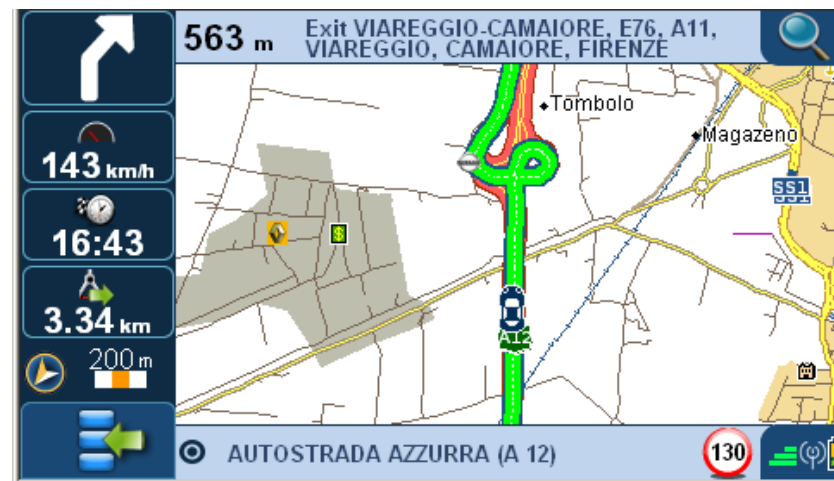 563 m
Exit VIAREGGIO-CAMAIORE, E76, A11,
VIAREGGIO, CAMAIORE, FIRENZE
143 km/h
16:43
3.34 km
200 m
Tombolo
Magazeno
SS1
$
A12
AUTOSTRADA AZZURRA (A 12)
130